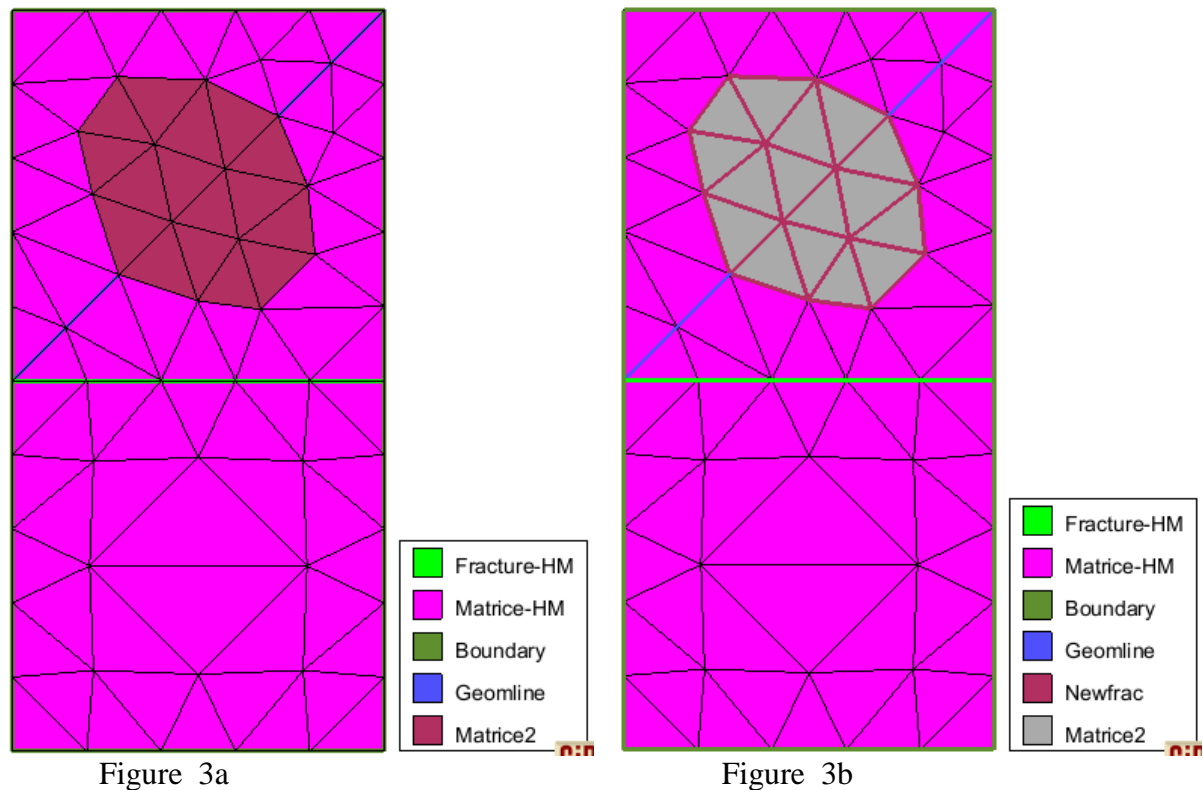 Fracture-HM
Matrice-HM
Boundary
Geomline
Matrice2
Fracture-HM
Matrice-HM
Boundary
Geomline
Newfrac
Matrice2
Figure 3a
Figure 3b